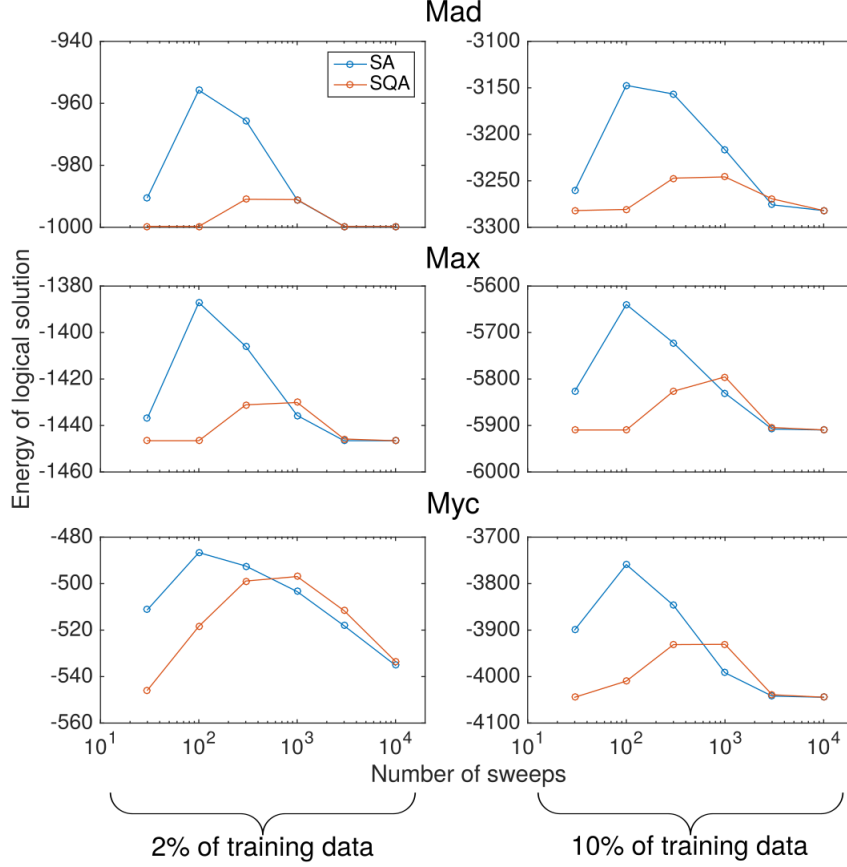 Mad
-940
-960
-980
-1000
SA
SQA
-3100
-3150
-3200
-3250
-3300
Max
-1380
-1400
-1420
-1440
-1460
-5600
-5700
-5800
-5900
-6000
Myc
-480
-500
-520
-540
-560
10¹ 10² 10³ 10⁴
-3700
-3800
-3900
-4000
-4100
10¹ 10² 10³ 10⁴
Energy of logical solution
Number of sweeps
2% of training data
10% of training data